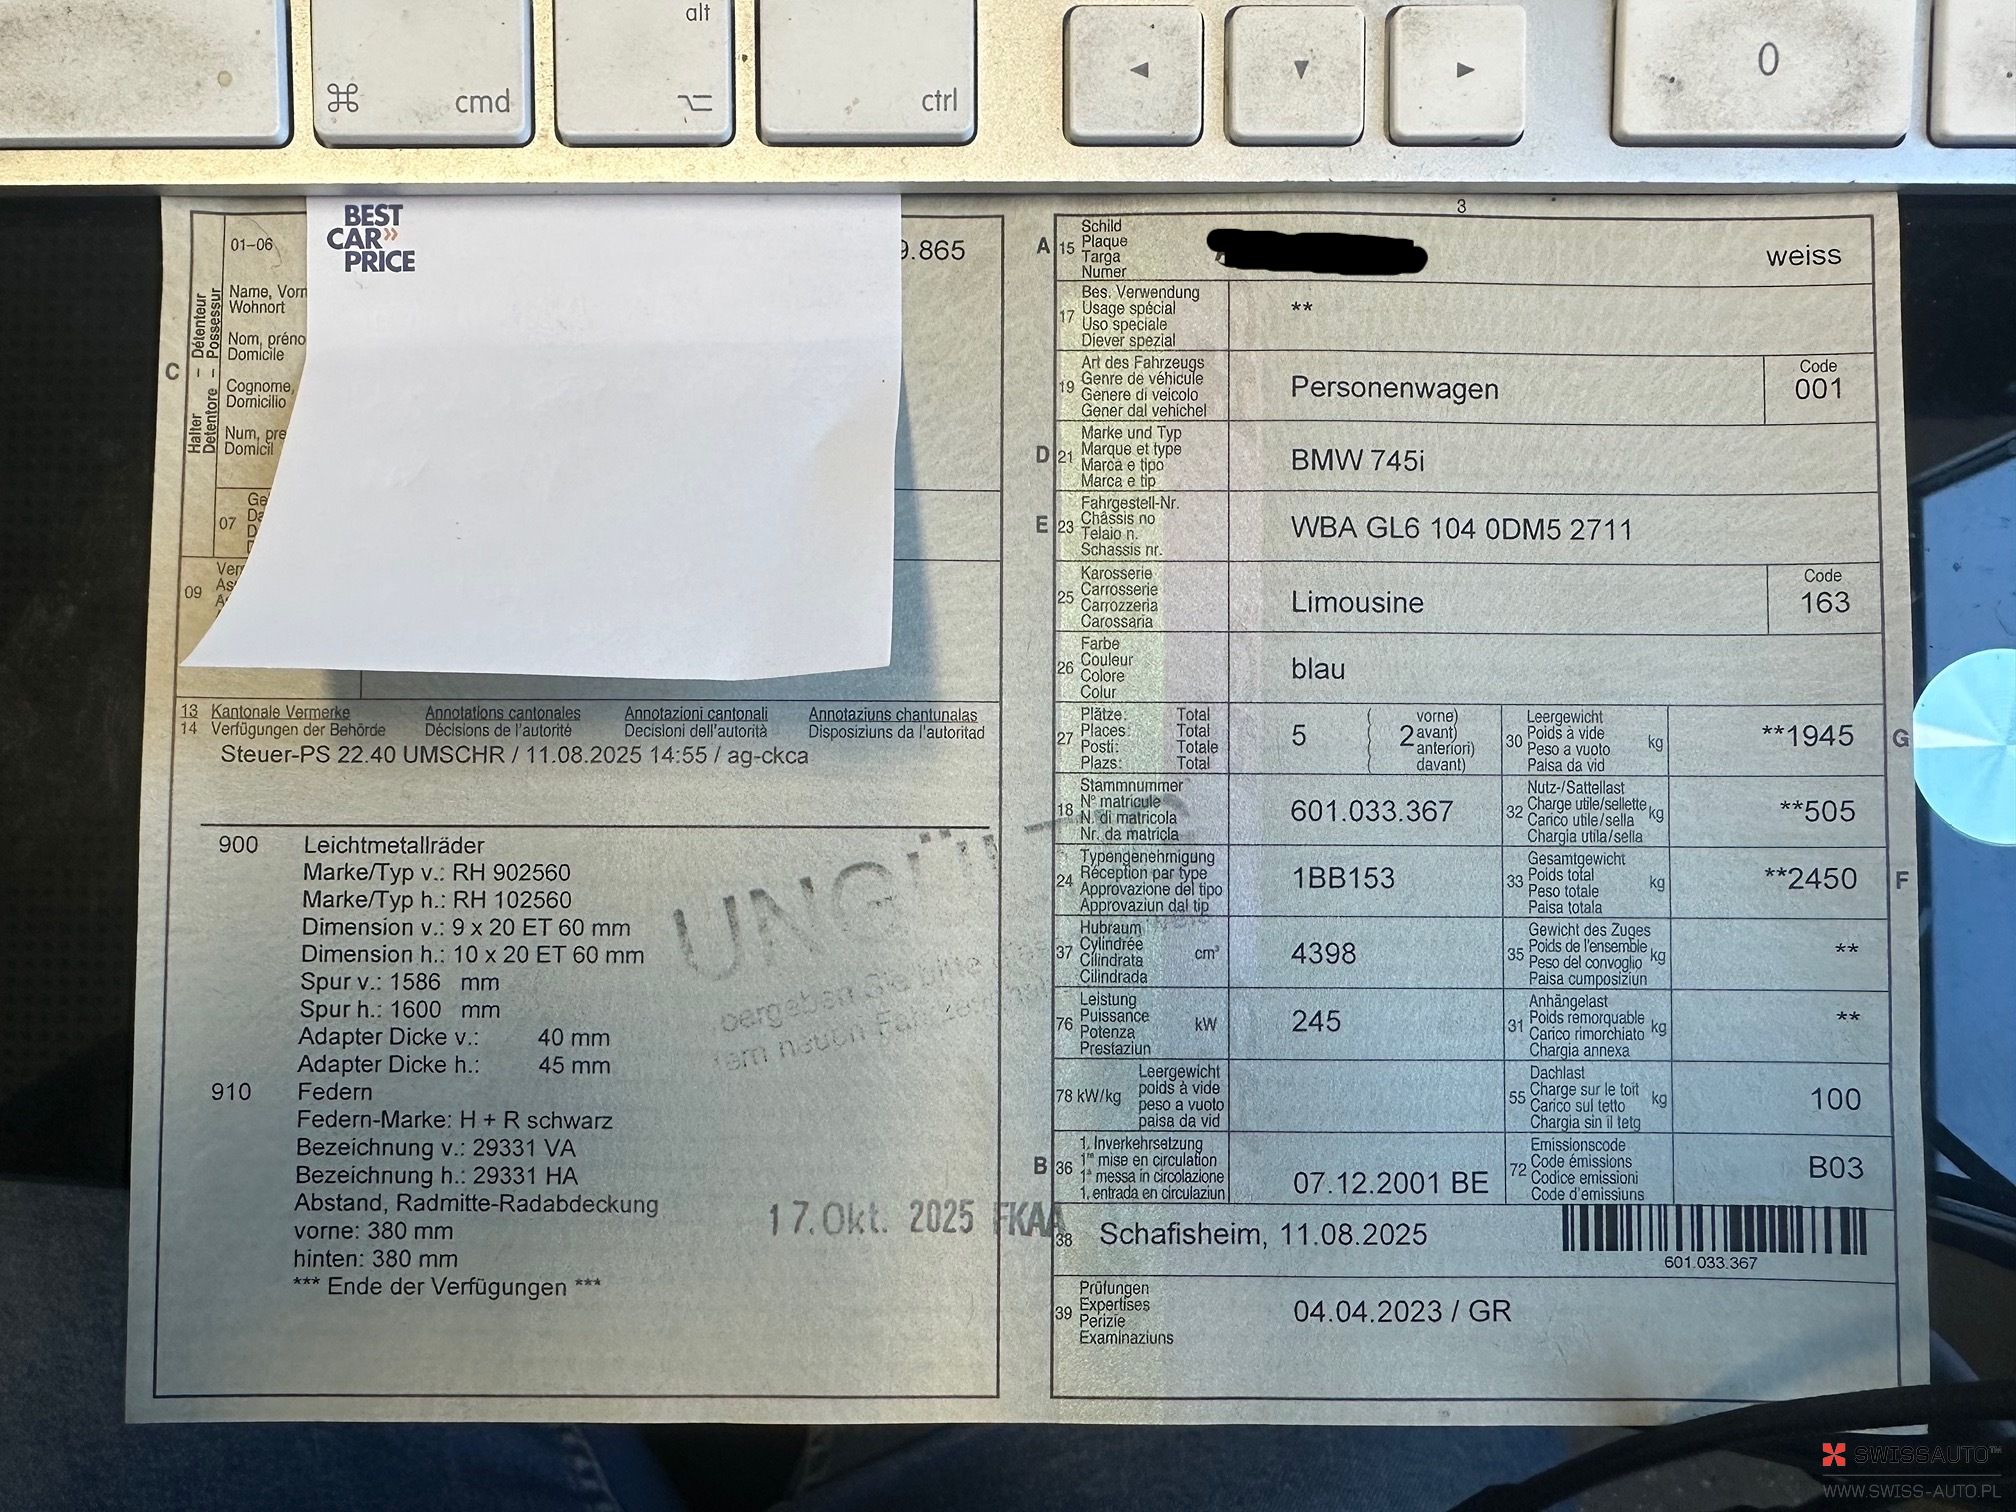 alt
cmd
ctrl
0
BEST
CAR»
PRICE
01–06
9.865
Halter – Détenteur
Detentore – Possessur
C
Name, Vorn
Wohnort
Nom, préno
Domicile
Cognome,
Domicilio
Num, pre
Domicil
07
Ge
Da
09
Ver
As
13 Kantonale Vermerke Annotations cantonales Annotazioni cantonali Annotaziuns chantunalas
14 Verfügungen der Behörde Décisions de l'autorité Decisioni dell'autorità Disposiziuns da l'autoritad
Steuer-PS 22.40 UMSCHR / 11.08.2025 14:55 / ag-ckca
900 Leichtmetallräder
Marke/Typ v.: RH 902560
Marke/Typ h.: RH 102560
Dimension v.: 9 x 20 ET 60 mm
Dimension h.: 10 x 20 ET 60 mm
Spur v.: 1586 mm
Spur h.: 1600 mm
Adapter Dicke v.: 40 mm
Adapter Dicke h.: 45 mm
910 Federn
Federn-Marke: H + R schwarz
Bezeichnung v.: 29331 VA
Bezeichnung h.: 29331 HA
Abstand, Radmitte-Radabdeckung
vorne: 380 mm
hinten: 380 mm
*** Ende der Verfügungen ***
17. Okt. 2025 FKAA
3
A 15 Schild
Plaque
Targa
Numer
weiss
17 Bes. Verwendung
Usage spécial
Uso speciale
Diever spezial
**
19 Art des Fahrzeugs
Genre de véhicule
Genere di veicolo
Gener dal vehichel
Personenwagen
Code
001
D 21 Marke und Typ
Marque et type
Marca e tipo
Marca e tip
BMW 745i
E 23 Fahrgestell-Nr.
Châssis no
Telaio n.
Schassis nr.
WBA GL6 104 0DM5 2711
25 Karosserie
Carrosserie
Carrozzeria
Carossaria
Limousine
Code
163
26 Farbe
Couleur
Colore
Colur
blau
27 Plätze: Total
Places: Total
Posti: Totale
Plazs: Total
5 ( 2 vorne)
avant)
anteriori)
davant)
30 Leergewicht
Poids à vide
Peso a vuoto
Paisa da vid
kg **1945 G
18 Stammnummer
N° matricule
N. di matricola
Nr. da matricla
601.033.367
32 Nutz-/Sattellast
Charge utile/sellette
Carico utile/sella
Chargia utila/sella
kg **505
24 Typengenehmigung
Réception par type
Approvazione del tipo
Approvaziun dal tip
1BB153
33 Gesamtgewicht
Poids total
Peso totale
Paisa totala
kg **2450 F
37 Hubraum
Cylindrée
Cilindrata
Cilindrada
cm³ 4398
35 Gewicht des Zuges
Poids de l'ensemble
Peso del convoglio
Paisa cumposiziun
kg **
76 Leistung
Puissance
Potenza
Prestaziun
kW 245
31 Anhängelast
Poids remorquable
Carico rimorchiato
Chargia annexa
kg **
78 kW/kg Leergewicht
poids à vide
peso a vuoto
paisa da vid
55 Dachlast
Charge sur le toit
Carico sul tetto
Chargia sin il tetg
kg 100
B 36 1. Inverkehrsetzung
1re mise en circulation
1a messa in circolazione
1. entrada en circulaziun
07.12.2001 BE
72 Emissionscode
Code émissions
Codice emissioni
Code d'emissiuns
B03
38 Schafisheim, 11.08.2025
601.033.367
39 Prüfungen
Expertises
Perizie
Examinaziuns
04.04.2023 / GR
SWISSAUTO™
WWW.SWISS-AUTO.PL